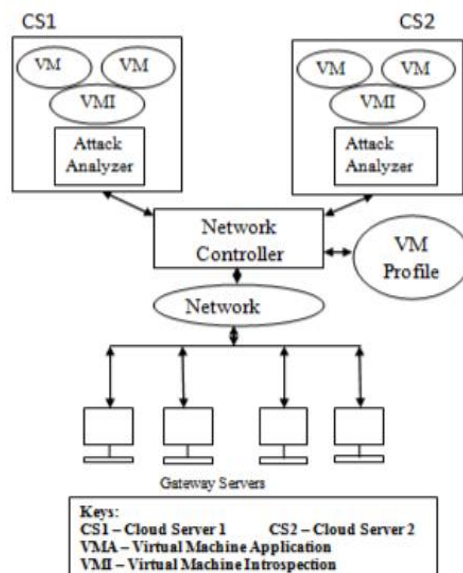 CS1 CS2
VM VM VM VM
VMI VMI
Attack Attack
Analyzer Analyzer
Network
Controller
VM
Profile
Network
Gateway Servers
Keys:
CS1 – Cloud Server 1 CS2 – Cloud Server 2
VMA – Virtual Machine Application
VMI – Virtual Machine Introspection